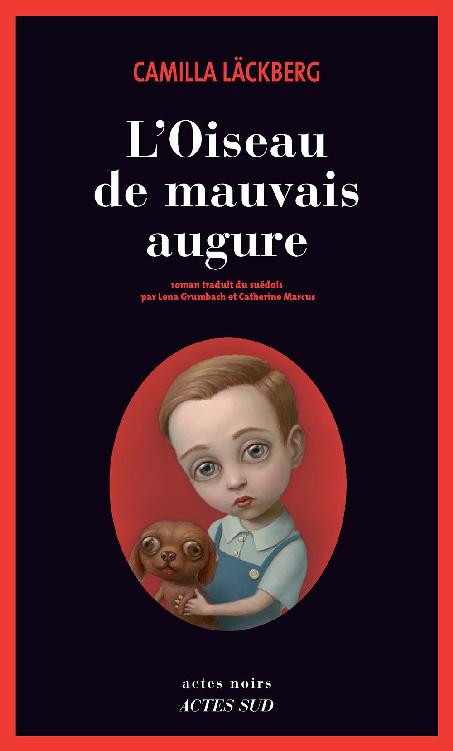 CAMILLA LÄCKBERG
L’Oiseau
de mauvais
augure
roman traduit du suédois
par Lena Grumbach et Catherine Marcus
actes noirs
ACTES SUD